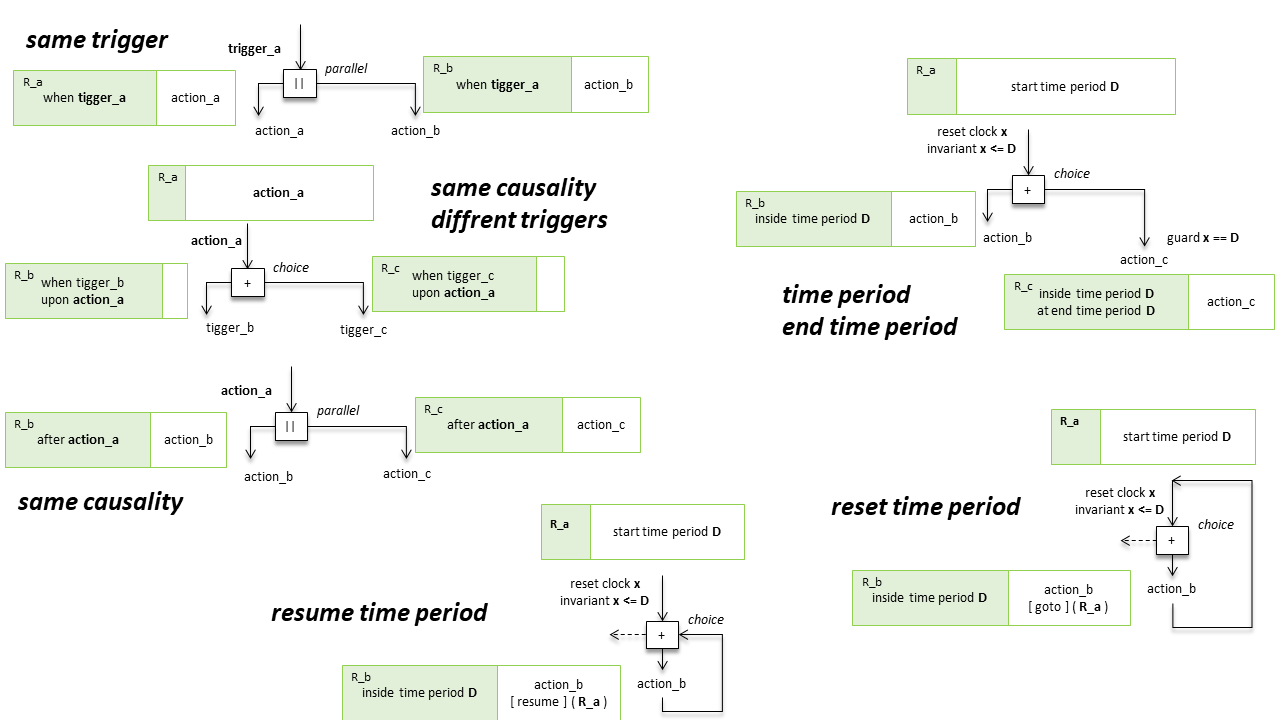 same trigger
trigger_a
parallel
R_a
when tigger_a
action_a
||
R_b
when tigger_a
action_b
action_a
action_b
R_a
action_a
same causality
diffrent triggers
action_a
choice
R_b
when tigger_b
upon action_a
+
R_c
when tigger_c
upon action_a
tigger_b
tigger_c
action_a
parallel
R_b
after action_a
action_b
||
R_c
after action_a
action_c
action_b
action_c
same causality
R_a
start time period D
reset clock x
invariant x <= D
choice
+
R_b
inside time period D
action_b
action_b
guard x == D
action_c
time period
end time period
R_c
inside time period D
at end time period D
action_c
R_a
start time period D
reset time period
reset clock x
invariant x <= D
choice
+
R_b
inside time period D
action_b
[ goto ] ( R_a )
action_b
R_a
start time period D
resume time period
reset clock x
invariant x <= D
choice
+
R_b
inside time period D
action_b
[ resume ] ( R_a )
action_b